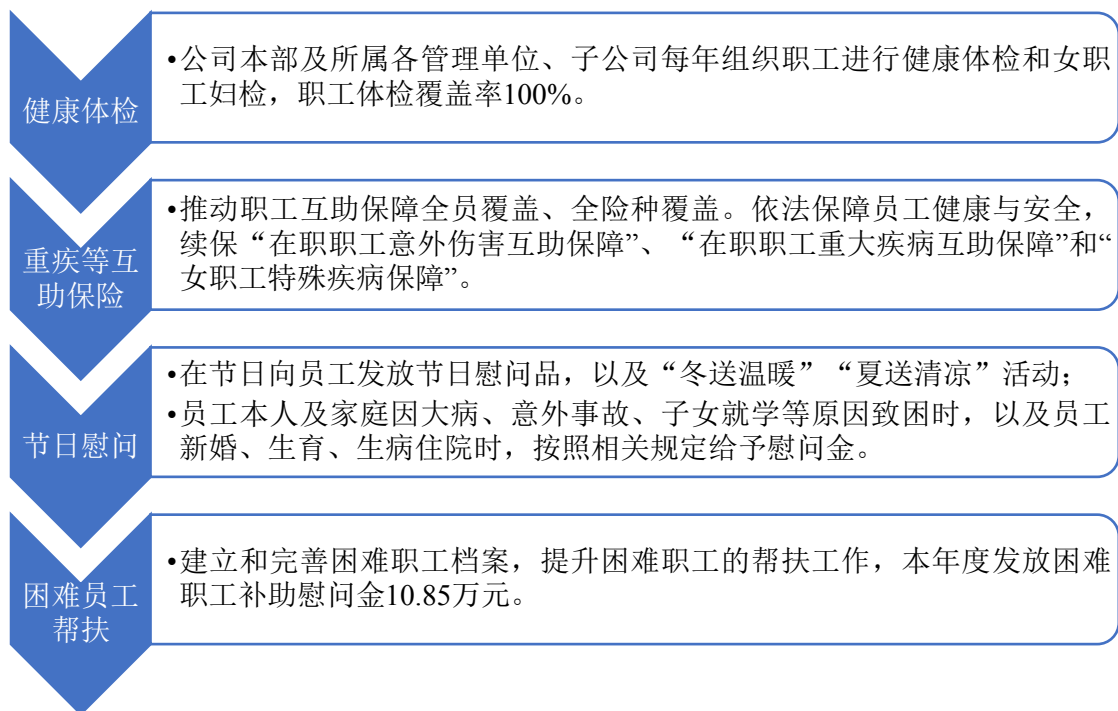 健康体检
•公司本部及所属各管理单位、子公司每年组织职工进行健康体检和女职
工妇检，职工体检覆盖率100%。
重疾等互
助保险
•推动职工互助保障全员覆盖、全险种覆盖。依法保障员工健康与安全，
续保“在职职工意外伤害互助保障”、“在职职工重大疾病互助保障”和“
女职工特殊疾病保障”。
节日慰问
•在节日向员工发放节日慰问品，以及“冬送温暖”“夏送清凉”活动；
•员工本人及家庭因大病、意外事故、子女就学等原因致困时，以及员工
新婚、生育、生病住院时，按照相关规定给予慰问金。
困难员工
帮扶
•建立和完善困难职工档案，提升困难职工的帮扶工作，本年度发放困难
职工补助慰问金10.85万元。